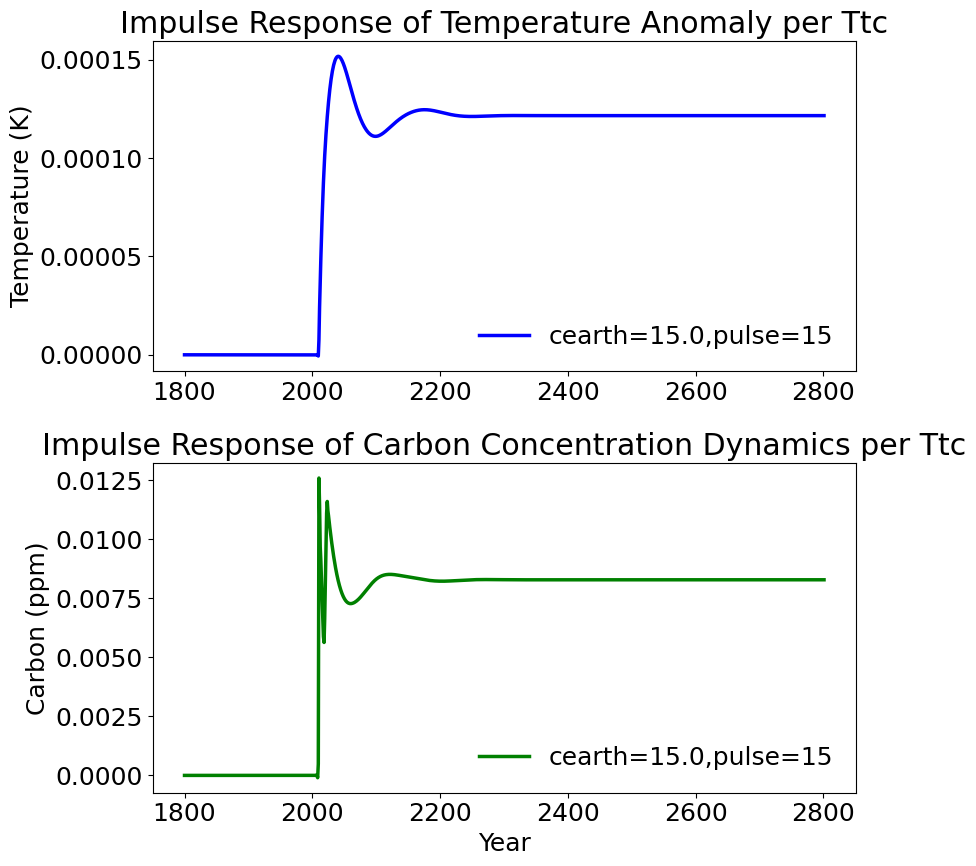 Impulse Response of Temperature Anomaly per Ttc
Temperature (K)
0.00015
0.00010
0.00005
0.00000
cearth=15.0,pulse=15
1800 2000 2200 2400 2600 2800
Impulse Response of Carbon Concentration Dynamics per Ttc
Carbon (ppm)
0.0125
0.0100
0.0075
0.0050
0.0025
0.0000
cearth=15.0,pulse=15
1800 2000 2200 2400 2600 2800
Year